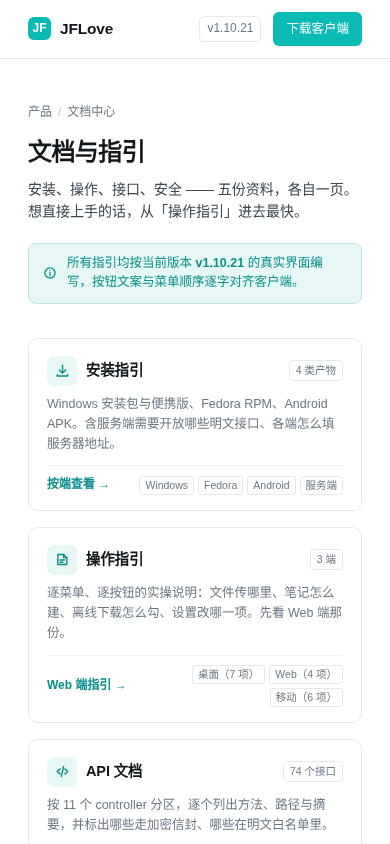 JF JFLove v1.10.21 下载客户端
产品 / 文档中心
文档与指引
安装、操作、接口、安全 —— 五份资料，各自一页。
想直接上手的话，从「操作指引」进去最快。
所有指引均按当前版本 v1.10.21 的真实界面编
写，按钮文案与菜单顺序逐字对齐客户端。
安装指引 4 类产物
Windows 安装包与便携版、Fedora RPM、Android
APK。含服务端需要开放哪些明文接口、各端怎么填
服务器地址。
按端查看 → Windows Fedora Android 服务端
操作指引 3 端
逐菜单、逐按钮的实操说明：文件传哪里、笔记怎么
建、离线下载怎么勾、设置改哪一项。先看 Web 端那
份。
Web 端指引 → 桌面（7 项） Web（4 项）
移动（6 项）
API 文档 74 个接口
按 11 个 controller 分区，逐个列出方法、路径与摘
要，并标出哪些走加密信封、哪些在明文白名单里。